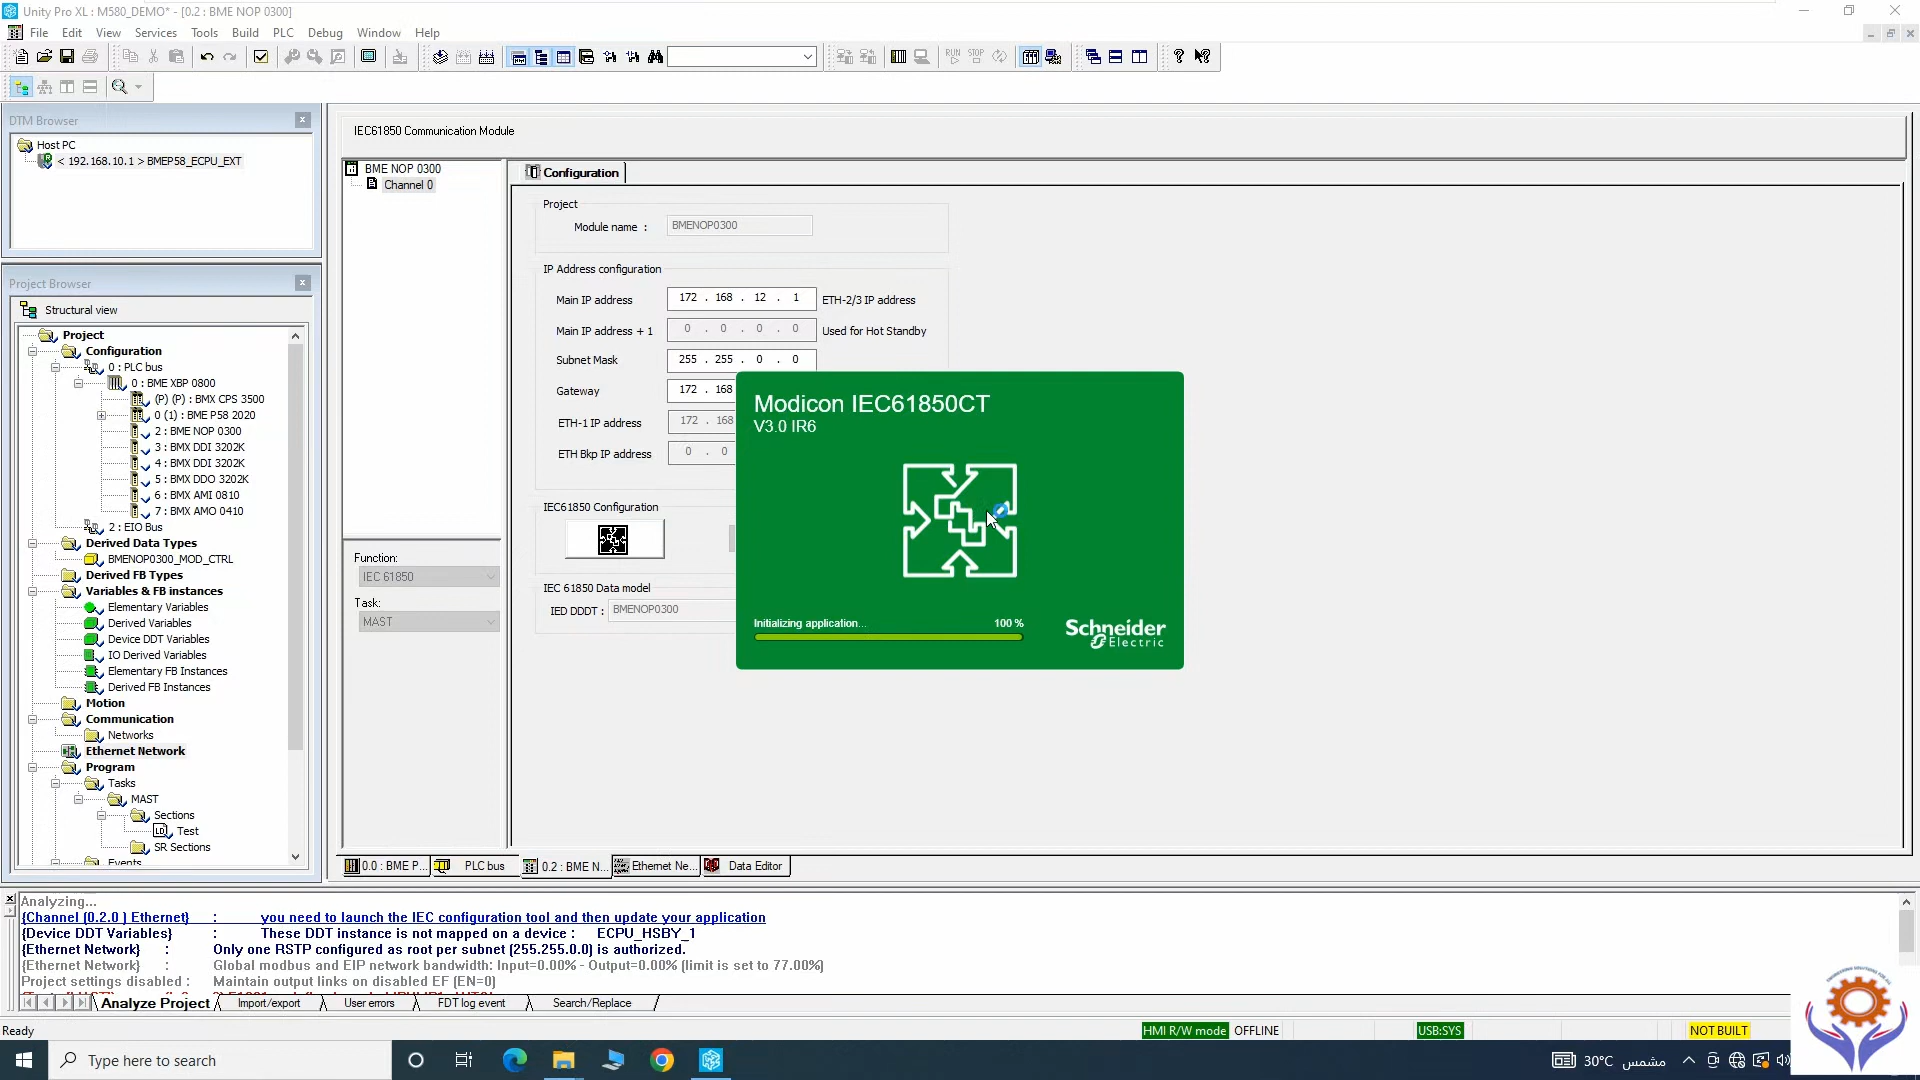 Unity Pro XL : M580_DEMO* - [0.2 : BME NOP 0300]
File Edit View Services Tools Build PLC Debug Window Help
DTM Browser
Host PC
< 192.168.10.1 > BMEP58_ECPU_EXT
Project Browser
Structural view
Project
Configuration
0 : PLC bus
0 : BME XBP 0800
(P) (P) : BMX CPS 3500
0 (1) : BME P58 2020
2 : BME NOP 0300
3 : BMX DDI 3202K
4 : BMX DDI 3202K
5 : BMX DDO 3202K
6 : BMX AMI 0810
7 : BMX AMO 0410
2 : EIO Bus
Derived Data Types
BMENOP0300_MOD_CTRL
Derived FB Types
Variables & FB instances
Elementary Variables
Derived Variables
Device DDT Variables
IO Derived Variables
Elementary FB Instances
Derived FB Instances
Motion
Communication
Networks
Ethernet Network
Program
Tasks
MAST
Sections
LD Test
SR Sections
Events
IEC61850 Communication Module
BME NOP 0300
Channel 0
Function:
IEC 61850
Task:
MAST
Configuration
Project
Module name : BMENOP0300
IP Address configuration
Main IP address 172 . 168 . 12 . 1 ETH-2/3 IP address
Main IP address + 1 0 . 0 . 0 . 0 Used for Hot Standby
Subnet Mask 255 . 255 . 0 . 0
Gateway 172 . 168
ETH-1 IP address 172 . 168
ETH Bkp IP address 0 . 0
IEC61850 Configuration
IEC 61850 Data model
IED DDDT : BMENOP0300
Modicon IEC61850CT
V3.0 IR6
Initializing application... 100 %
Schneider
Electric
0.0 : BME P... PLC bus 0.2 : BME N... Ethernet Ne... Data Editor
Analyzing...
{Channel (0.2.0 ) Ethernet} : you need to launch the IEC configuration tool and then update your application
{Device DDT Variables} : These DDT instance is not mapped on a device : ECPU_HSBY_1
{Ethernet Network} : Only one RSTP configured as root per subnet (255.255.0.0) is authorized.
{Ethernet Network} : Global modbus and EIP network bandwidth: Input=0.00% - Output=0.00% (limit is set to 77.00%)
Project settings disabled : Maintain output links on disabled EF (EN=0)
Analyze Project Import/export User errors FDT log event Search/Replace
Ready HMI R/W mode OFFLINE USB:SYS NOT BUILT
Type here to search 30°C مشمس